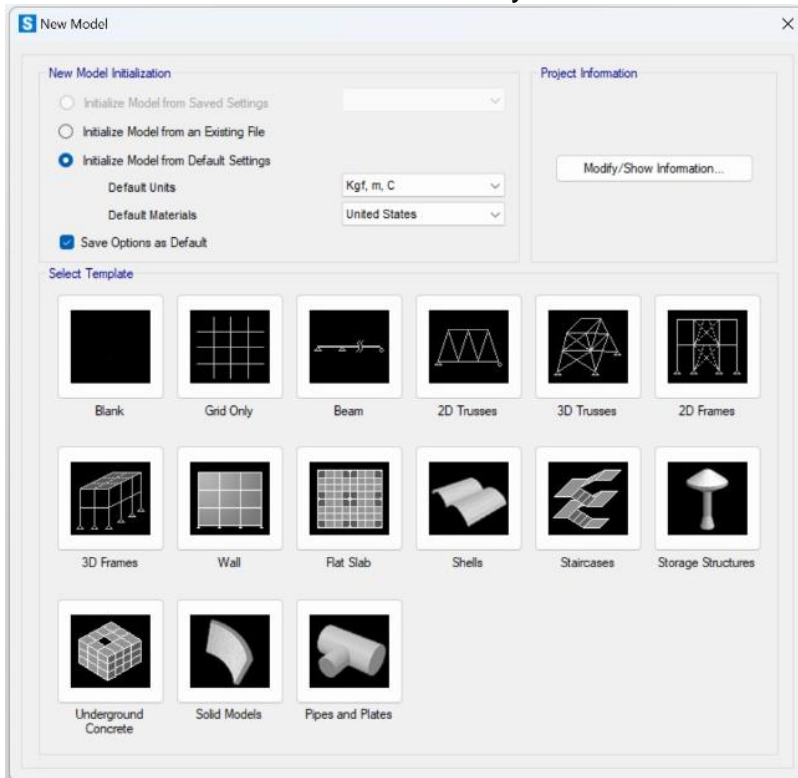 S New Model
New Model Initialization
Initialize Model from Saved Settings
Initialize Model from an Existing File
Initialize Model from Default Settings
Default Units
Kgf, m, C
Default Materials
United States
Save Options as Default
Project Information
Modify/Show Information...
Select Template
Blank
Grid Only
Beam
2D Trusses
3D Trusses
2D Frames
3D Frames
Wall
Flat Slab
Shells
Staircases
Storage Structures
Underground
Concrete
Solid Models
Pipes and Plates